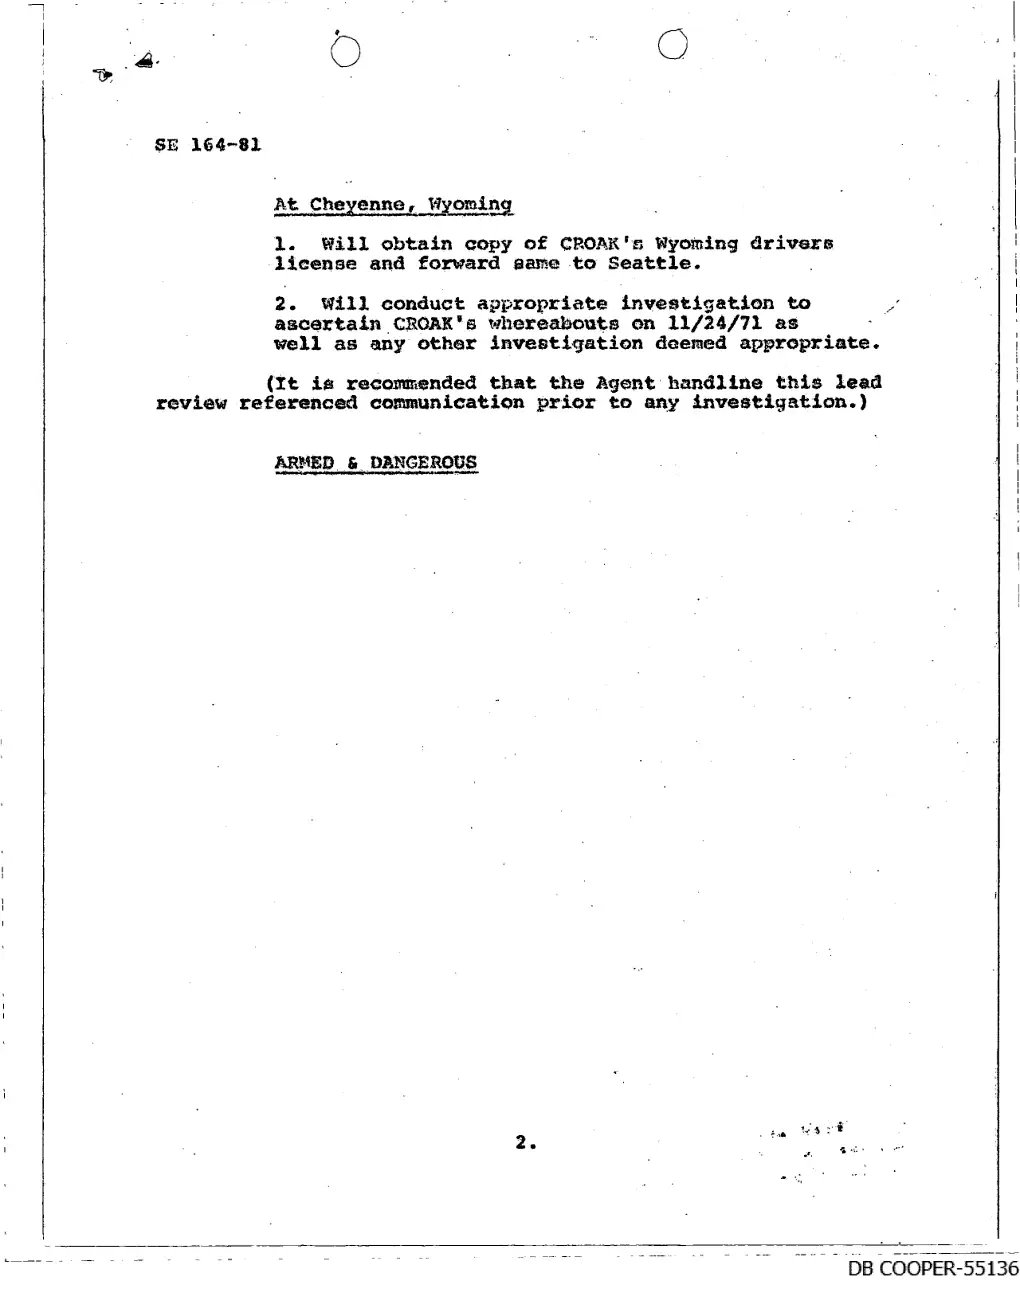 SE 164-81
At Cheyenne, Wyoming
1. Will obtain copy of CROAK's Wyoming drivers
license and forward same to Seattle.
2. Will conduct appropriate investigation to
ascertain CROAK's whereabouts on 11/24/71 as
well as any other investigation deemed appropriate.
(It is recommended that the Agent handline this lead
review referenced communication prior to any investigation.)
ARMED & DANGEROUS
2.
DB COOPER-55136